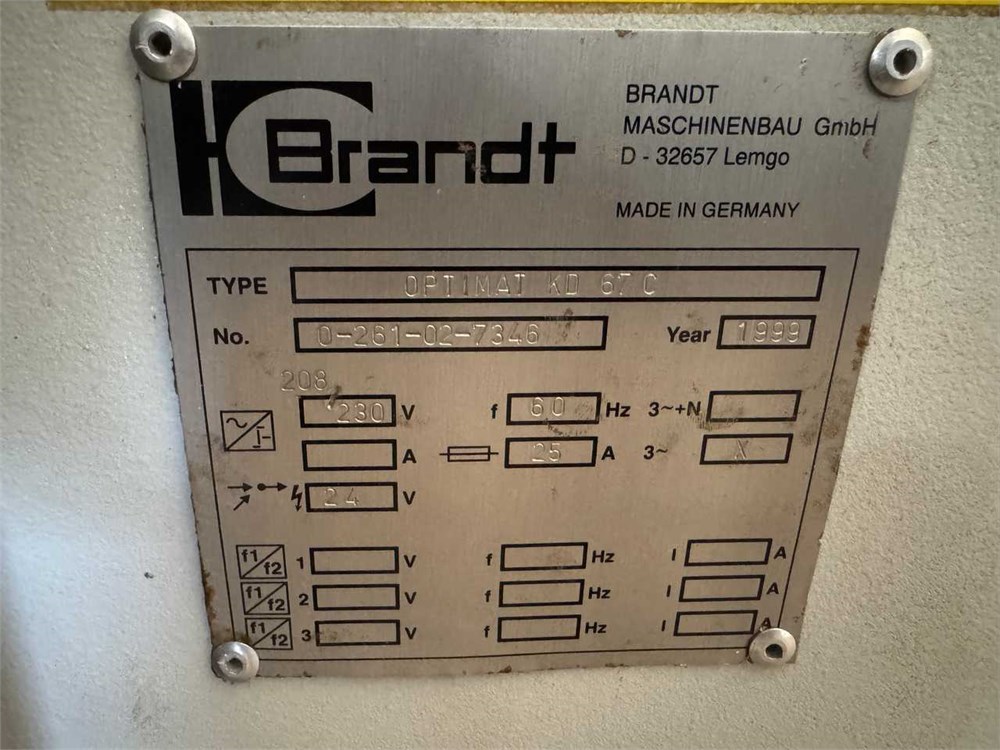 Brandt
BRANDT
MASCHINENBAU GmbH
D - 32657 Lemgo
MADE IN GERMANY
TYPE OPTIMAT KD 67 C
No. 0-261-02-7346 Year 1999
208
230 V f 60 Hz 3~+N
A 25 A 3~ X
24 V
f1/f2 1 V f Hz I A
f1/f2 2 V f Hz I A
f1/f2 3 V f Hz I A